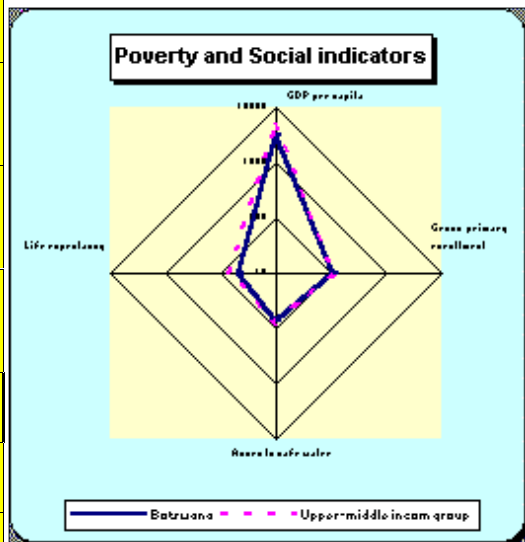 Poverty and Social indicators
GDP per capita
10000
1000
100
10
Gross primary
enrollment
Life expectancy
Access to safe water
Botswana
Upper-middle incom group